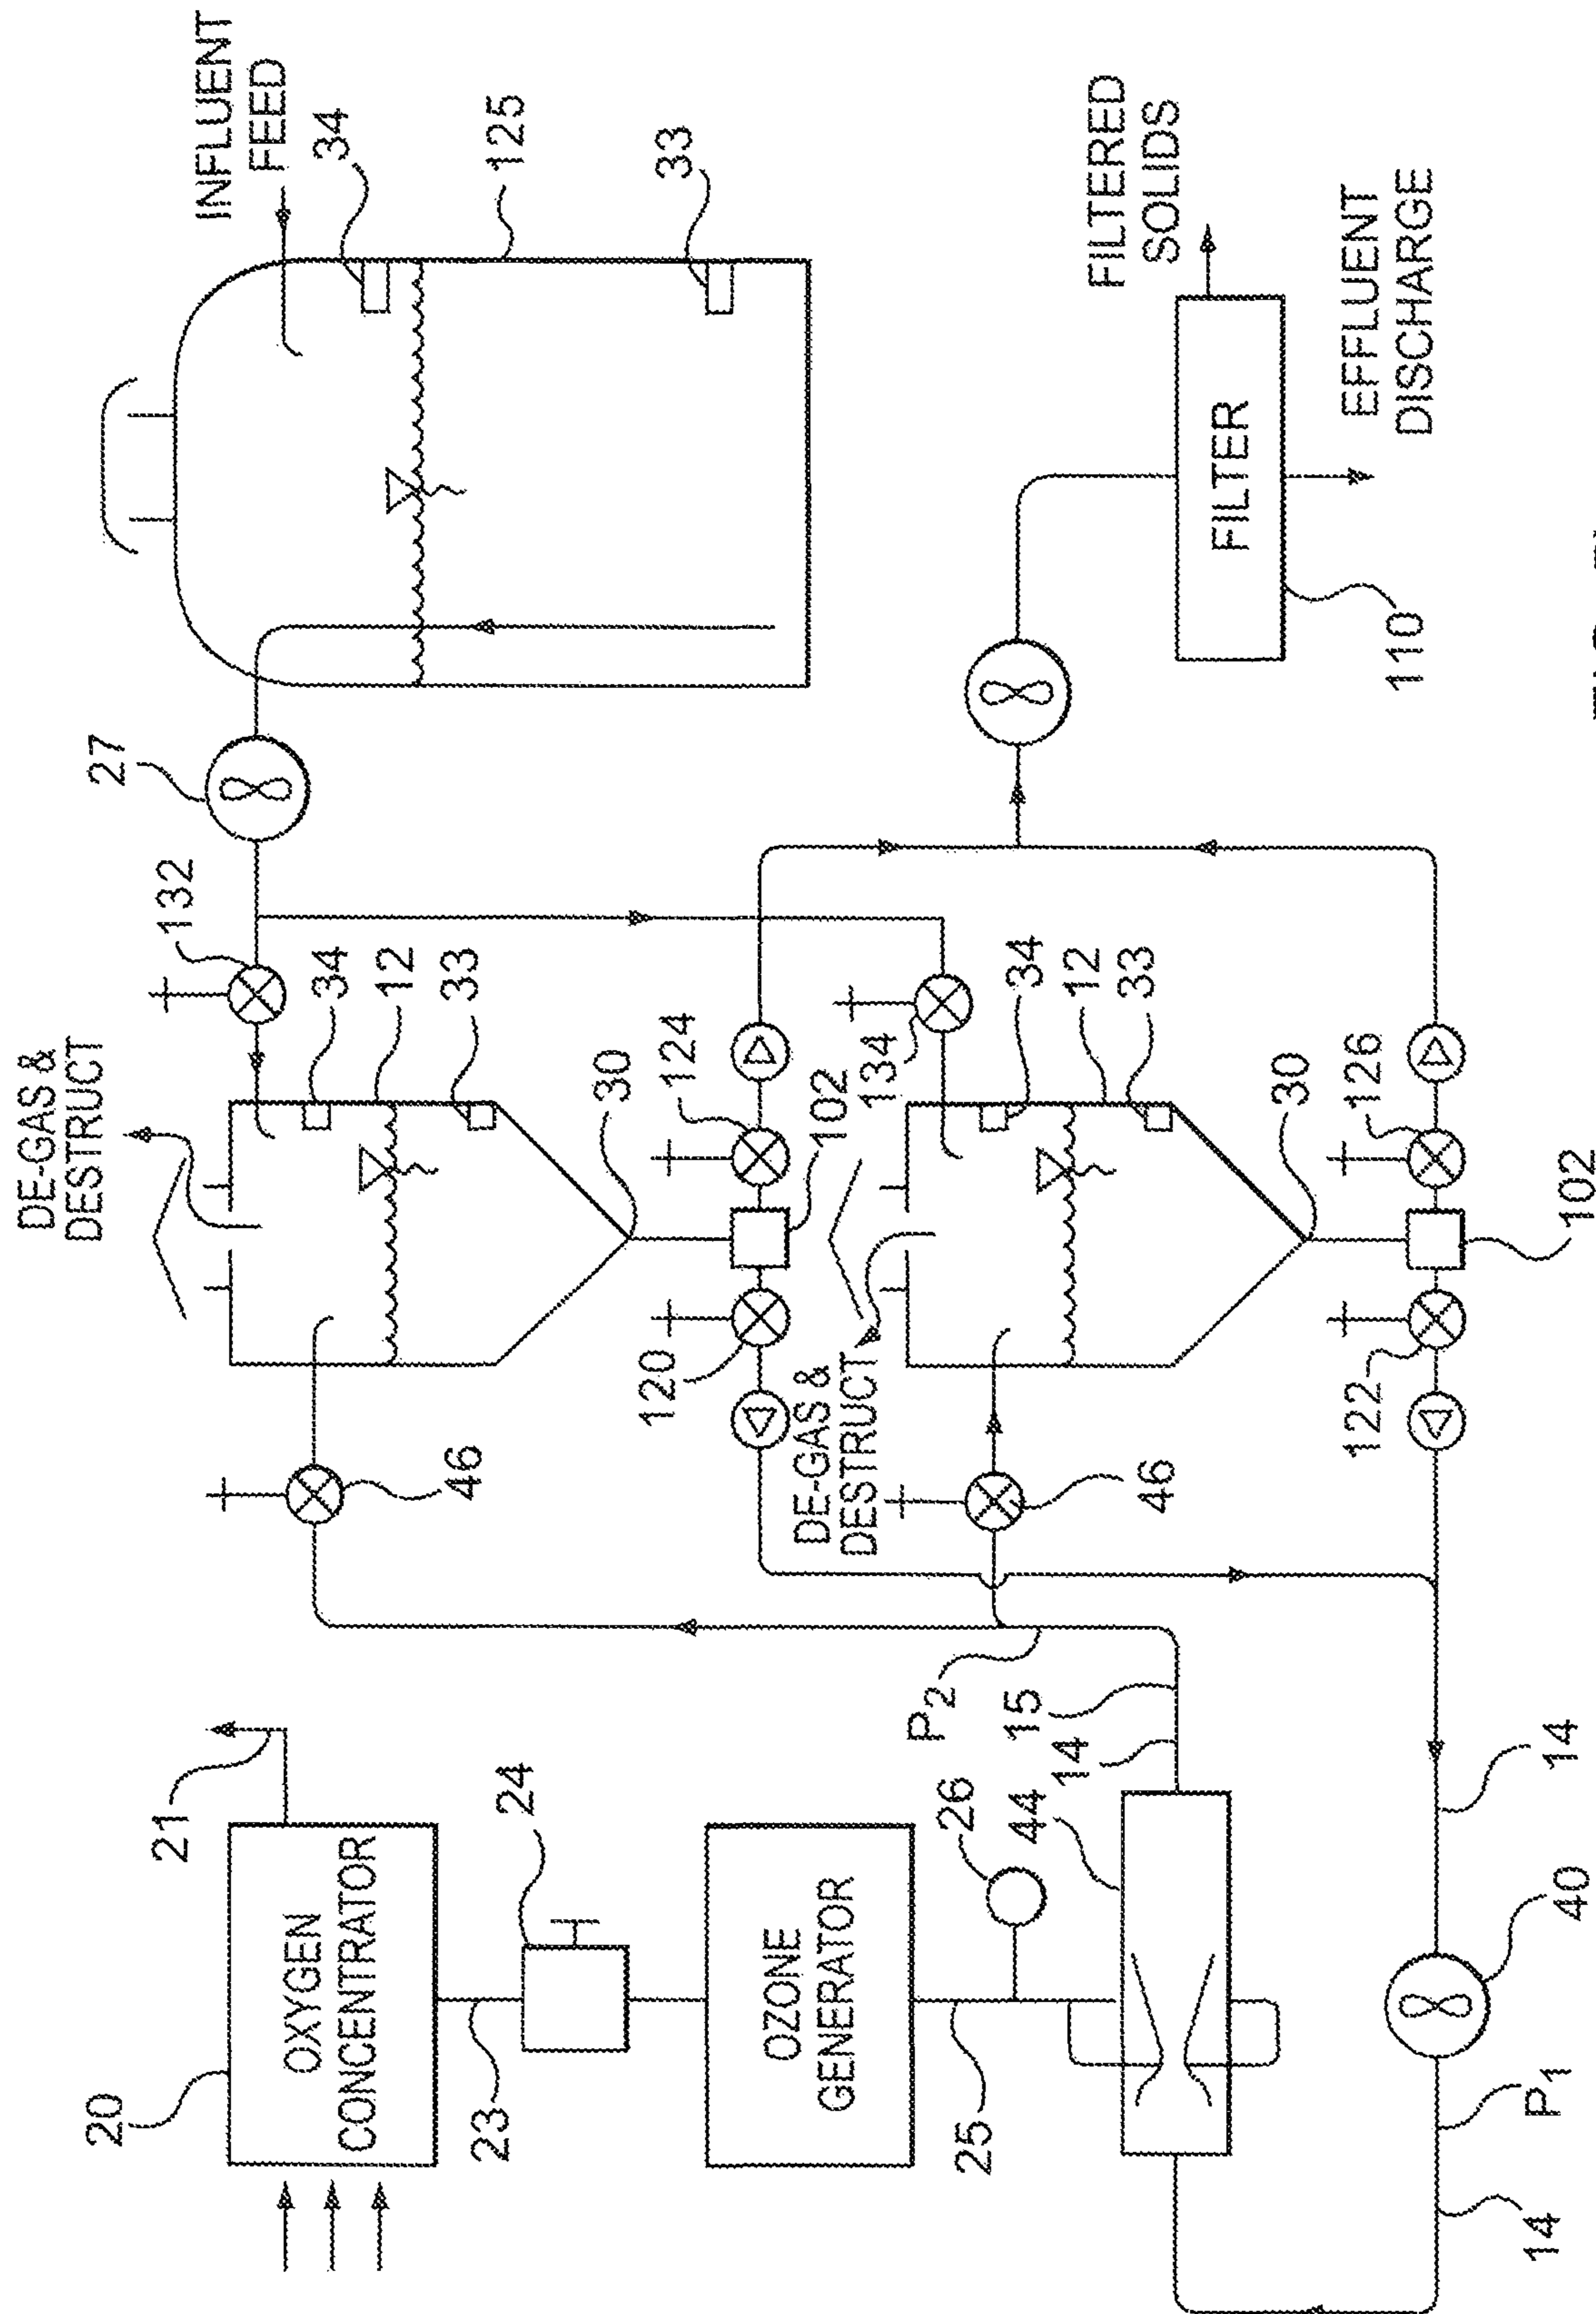 DE-GAS &
DESTRUCT
20
27
21
132
INFLUENT
FEED
OXYGEN
CONCENTRATOR
34
34
12
125
46
33
33
23
24
30
120
124
OZONE
GENERATOR
DE-GAS &
DESTRUCT
102
134
P2
25
26
15
14
44
34
12
33
46
FILTERED
SOLIDS
FILTER
30
122
126
EFFLUENT
DISCHARGE
110
14
P1
40
14
102